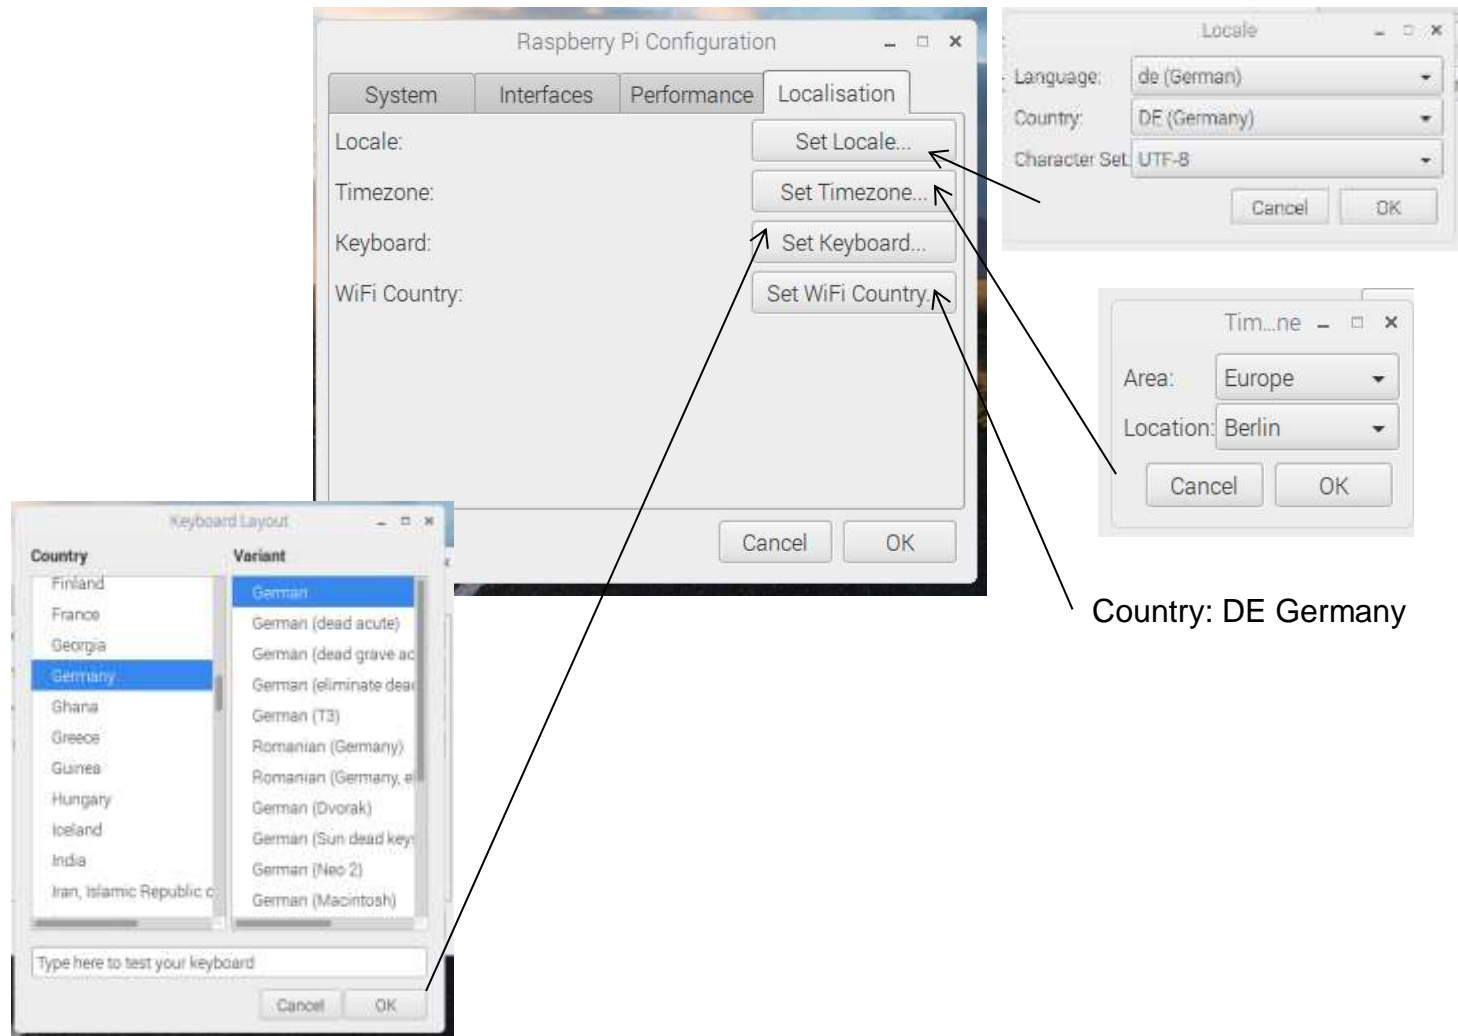 Raspberry Pi Configuration
System Interfaces Performance Localisation
Locale: Set Locale...
Timezone: Set Timezone...
Keyboard: Set Keyboard...
WiFi Country: Set WiFi Country..
Cancel OK
Locale
Language: de (German)
Country: DE (Germany)
Character Set: UTF-8
Cancel OK
Tim...ne
Area: Europe
Location: Berlin
Cancel OK
Country: DE Germany
Keyboard Layout
Country Variant
Finland German
France German (dead acute)
Georgia German (dead grave ac
Germany German (eliminate dead
Ghana German (T3)
Greece Romanian (Germany)
Guinea Romanian (Germany, e
Hungary German (Dvorak)
Iceland German (Sun dead keys
India German (Neo 2)
Iran, Islamic Republic o German (Macintosh)
Type here to test your keyboard
Cancel OK